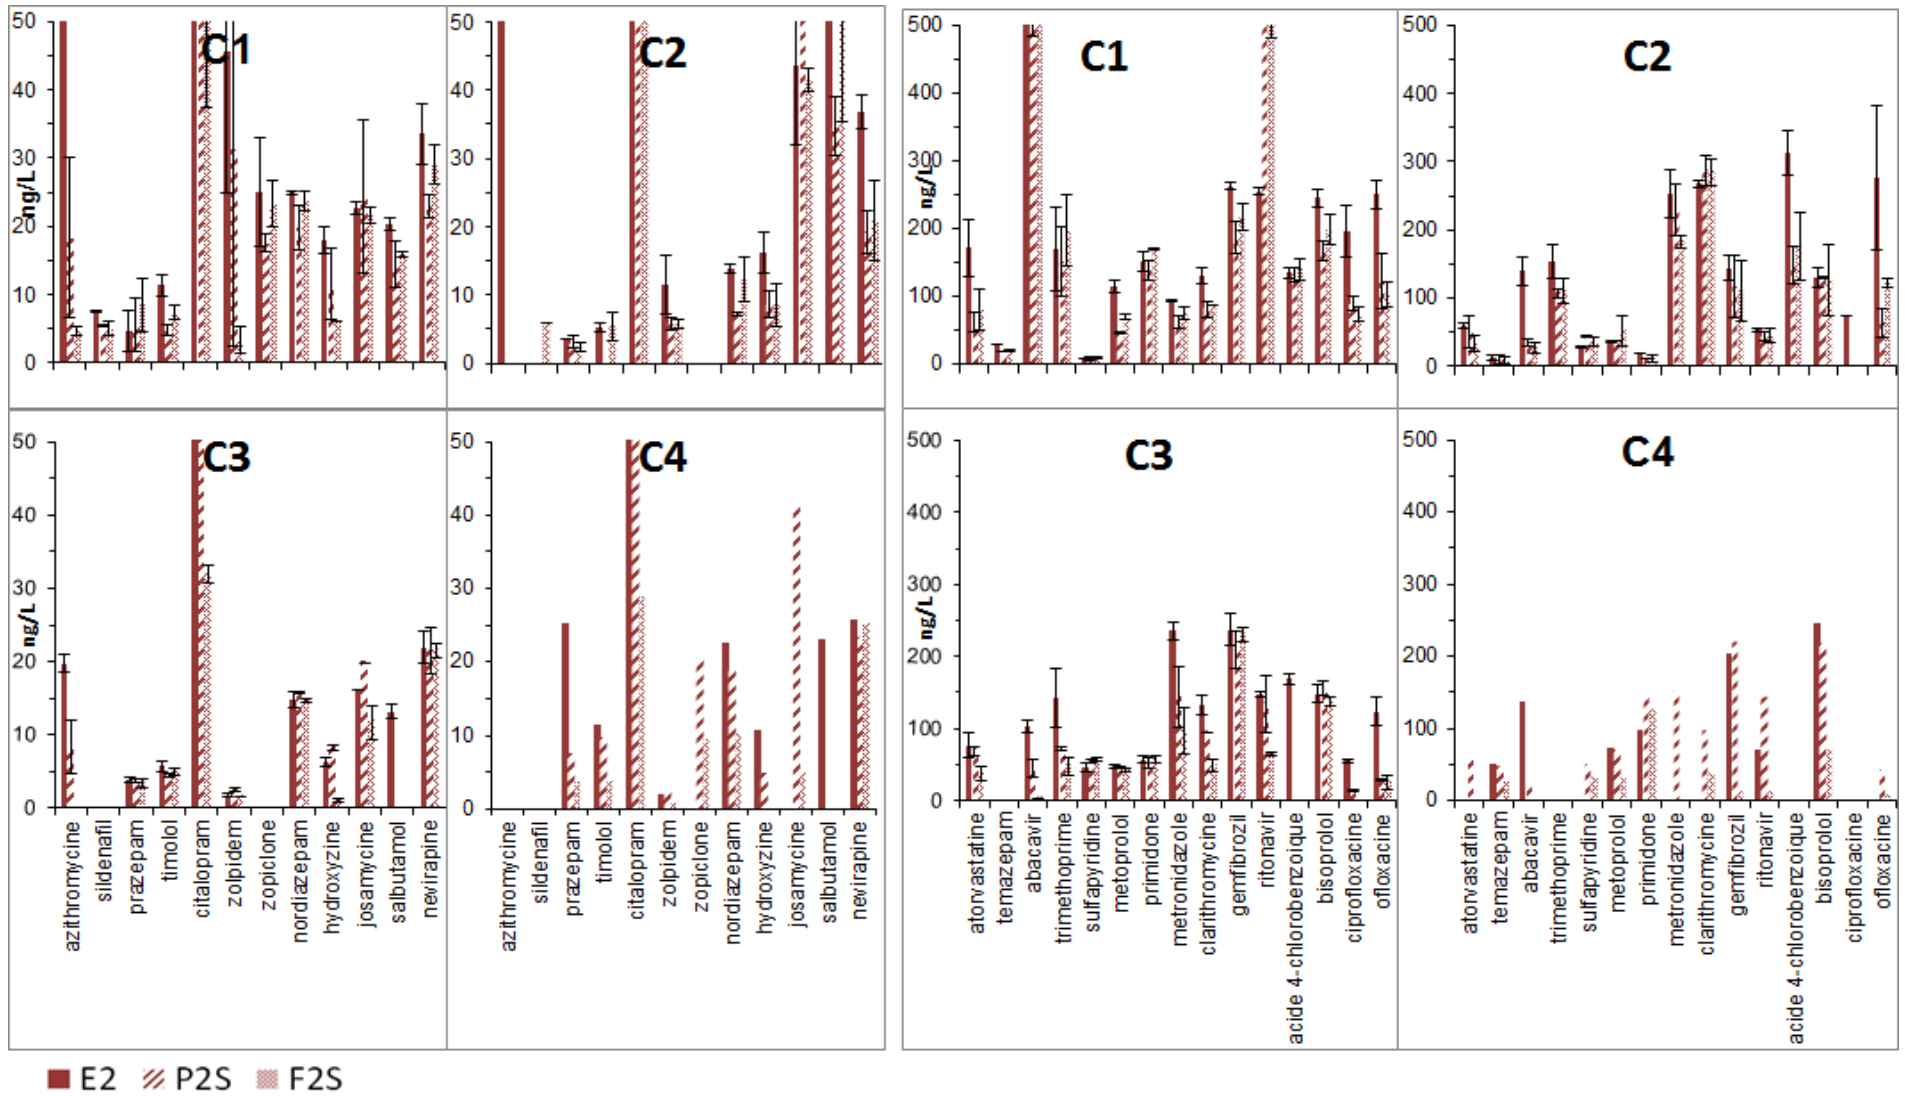 50
40
30
20
10
0
ng/L
C1
50
40
30
20
10
0
C2
500
400
300
200
100
0
ng/L
C1
500
400
300
200
100
0
C2
50
40
30
20
10
0
ng/L
C3
azithromycine
sildenafil
prazepam
timolol
citalopram
zolpidem
zopiclone
nordiazepam
hydroxyzine
josamycine
salbutamol
nevirapine
50
40
30
20
10
0
C4
azithromycine
sildenafil
prazepam
timolol
citalopram
zolpidem
zopiclone
nordiazepam
hydroxyzine
josamycine
salbutamol
nevirapine
500
400
300
200
100
0
ng/L
C3
atorvastatine
temazepam
abacavir
trimethoprime
sulfapyridine
metoprolol
primidone
metronidazole
clarithromycine
gemfibrozil
ritonavir
acide 4-chlorobenzoique
bisoprolol
ciprofloxacine
ofloxacine
500
400
300
200
100
0
C4
atorvastatine
temazepam
abacavir
trimethoprime
sulfapyridine
metoprolol
primidone
metronidazole
clarithromycine
gemfibrozil
ritonavir
acide 4-chlorobenzoique
bisoprolol
ciprofloxacine
ofloxacine
E2 P2S F2S